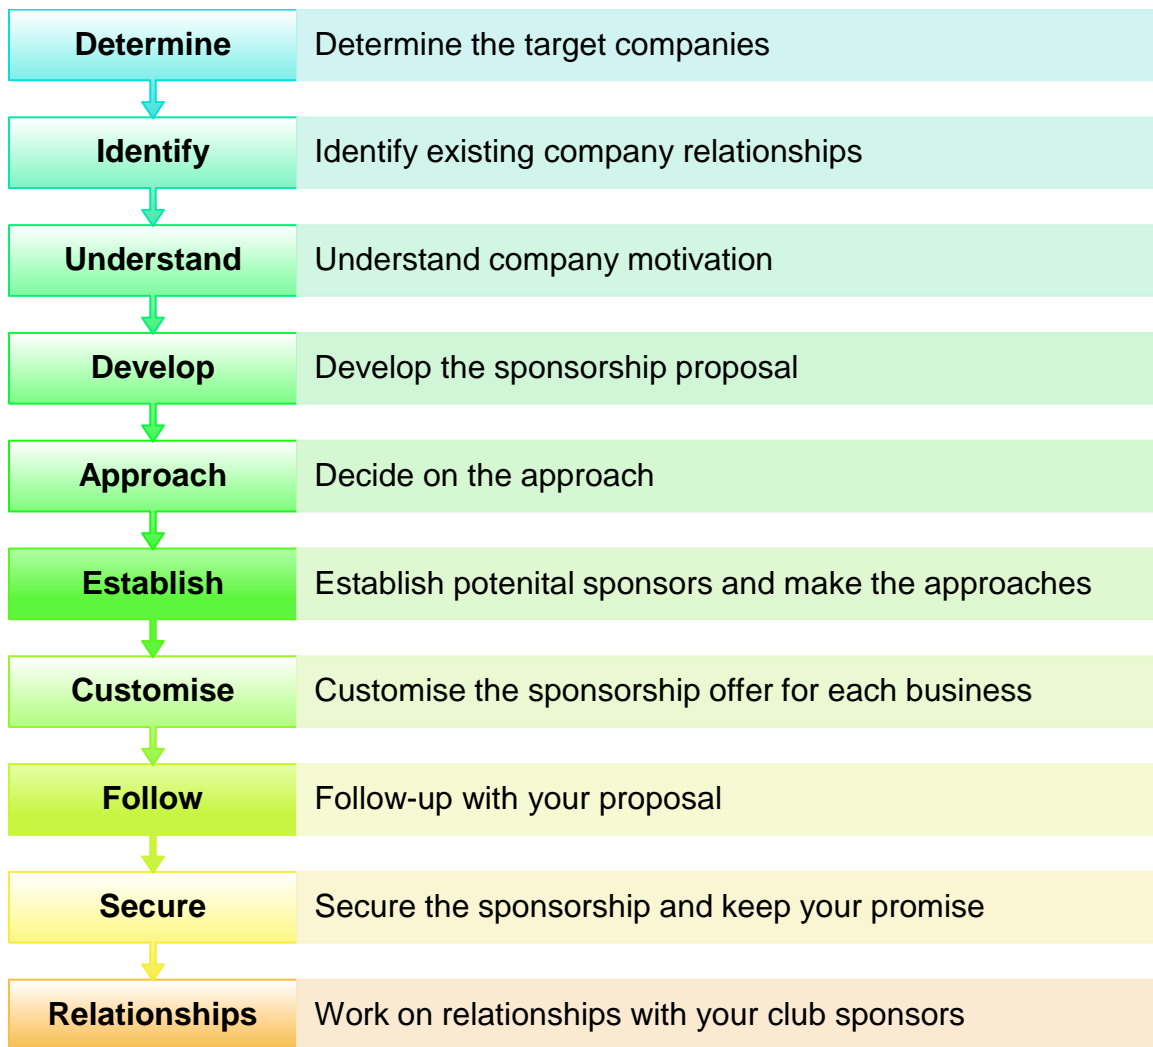 Determine
Determine the target companies
Identify
Identify existing company relationships
Understand
Understand company motivation
Develop
Develop the sponsorship proposal
Approach
Decide on the approach
Establish
Establish potenital sponsors and make the approaches
Customise
Customise the sponsorship offer for each business
Follow
Follow-up with your proposal
Secure
Secure the sponsorship and keep your promise
Relationships
Work on relationships with your club sponsors